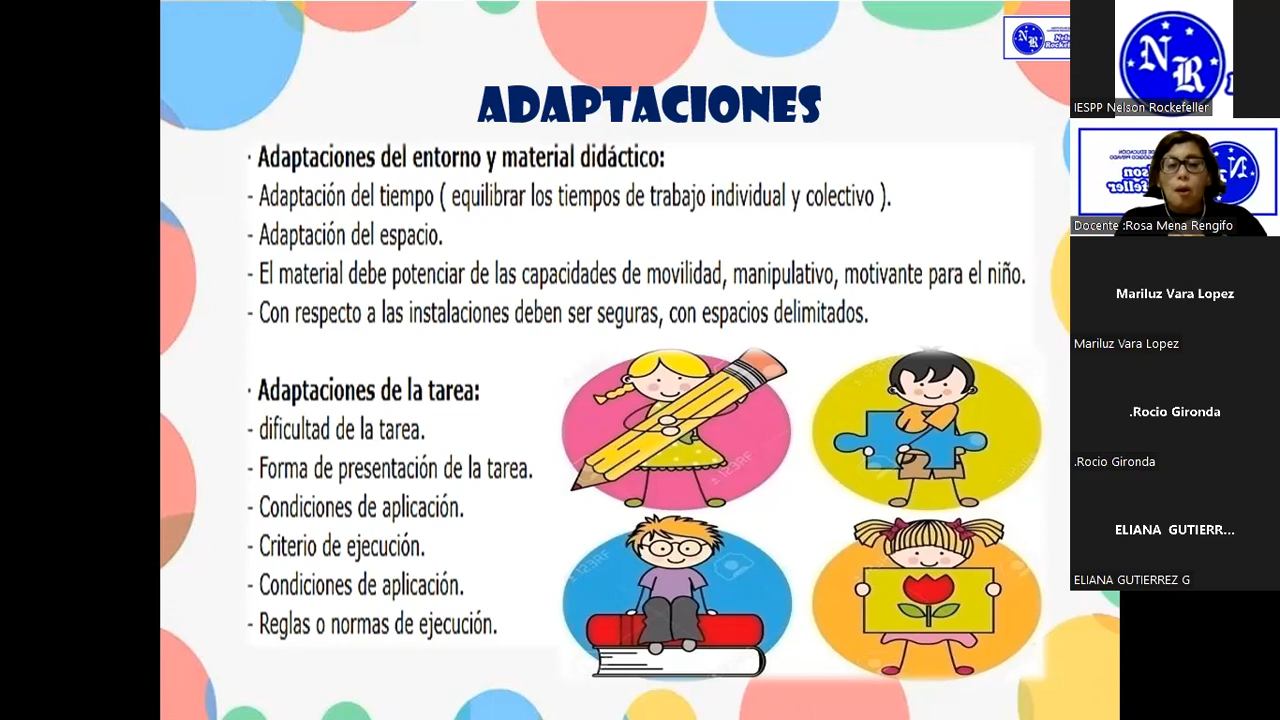 ADAPTACIONES
· Adaptaciones del entorno y material didáctico:
- Adaptación del tiempo ( equilibrar los tiempos de trabajo individual y colectivo ).
- Adaptación del espacio.
- El material debe potenciar de las capacidades de movilidad, manipulativo, motivante para el niño.
- Con respecto a las instalaciones deben ser seguras, con espacios delimitados.
· Adaptaciones de la tarea:
- dificultad de la tarea.
- Forma de presentación de la tarea.
- Condiciones de aplicación.
- Criterio de ejecución.
- Condiciones de aplicación.
- Reglas o normas de ejecución.
123RF
123RF
NR
N R
IESPP Nelson Rockefeller
Docente :Rosa Mena Rengifo
Mariluz Vara Lopez
Mariluz Vara Lopez
.Rocio Gironda
.Rocio Gironda
ELIANA GUTIERR...
ELIANA GUTIERREZ G